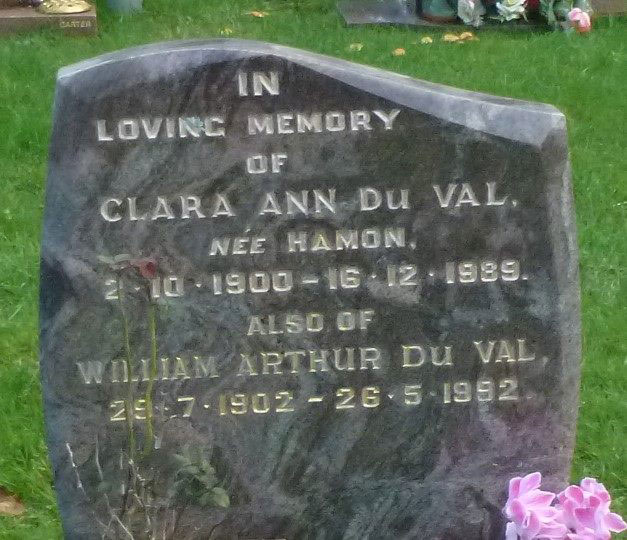 CARTER
IN
LOVING MEMORY
OF
CLARA ANN DU VAL.
NÉE HAMON.
2·10·1900 – 16·12·1989.
ALSO OF
WILLIAM ARTHUR DU VAL.
29·7·1902 – 26·5·1992.